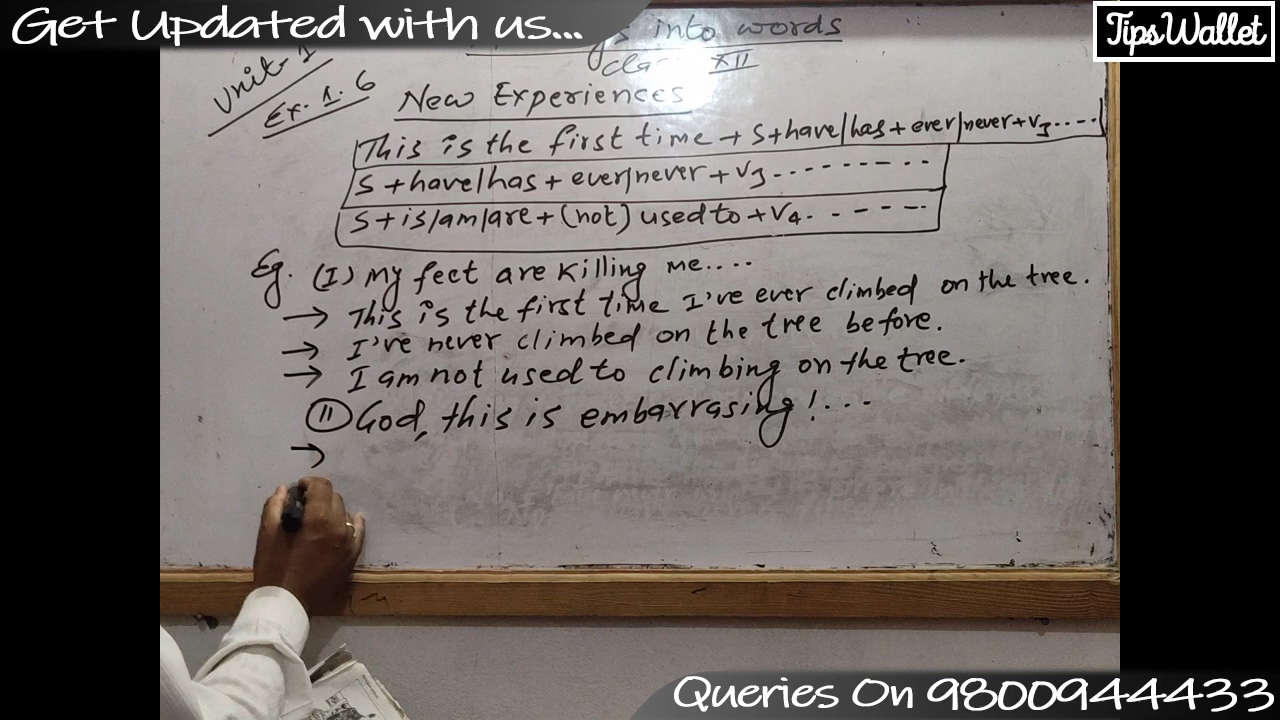 Get Updated with us...
TipsWallet
into words
class XII
Unit-1
Ex. 1.6
New Experiences
This is the first time + S+have/has+ever/never+V3....
S+have/has+ever/never+V3.........
S+is/am/are+(not) used to+V4......
Eg. (I) My feet are killing me....
→ This is the first time I've ever climbed on the tree.
→ I've never climbed on the tree before.
→ I am not used to climbing on the tree.
(II) God, this is embarrasing!...
→
Queries On 9800944433